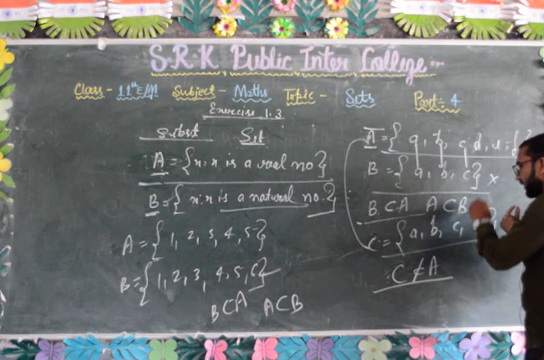 S.R.K Public Inter College
Class - 11th Subject - Maths Topic - Sets Part - 4
Exercise 1.3
Subst Set
A = {x: x is a real no}
B = {x: x is a natural no.}
A = {1, 2, 3, 4, 5}
B = {1, 2, 3, 4, 5, 6}
B⊂A A⊂B
A = {a, b, c, d, e, f}
B = {a, b, c} ×
B⊂A A⊂B
C = {a, b, c,
C ⊄ A